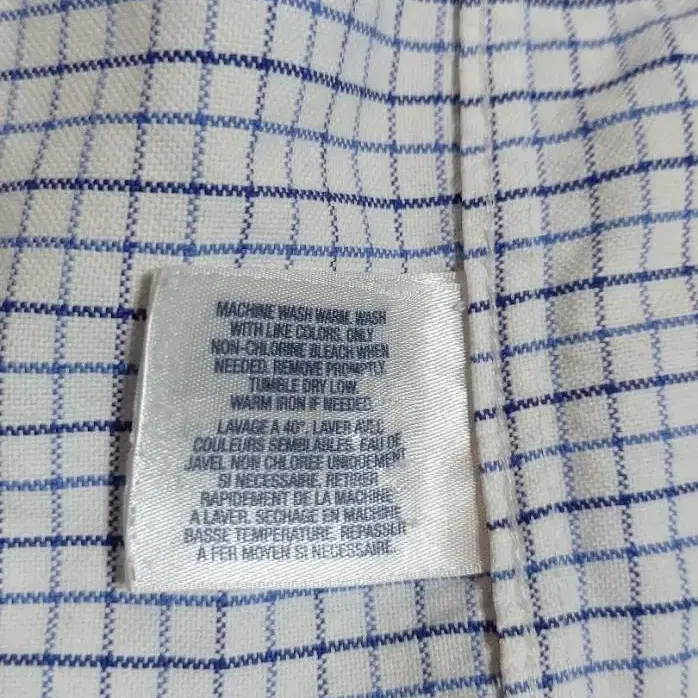 MACHINE WASH WARM. WASH
WITH LIKE COLORS. ONLY
NON-CHLORINE BLEACH WHEN
NEEDED. REMOVE PROMPTLY.
TUMBLE DRY LOW.
WARM IRON IF NEEDED.
LAVAGE A 40°. LAVER AVEC
COULEURS SEMBLABLES. EAU DE
JAVEL NON CHLOREE UNIQUEMENT
SI NECESSAIRE. RETIRER
RAPIDEMENT DE LA MACHINE
A LAVER. SECHAGE EN MACHINE
BASSE TEMPERATURE. REPASSER
A FER MOYEN SI NECESSAIRE.